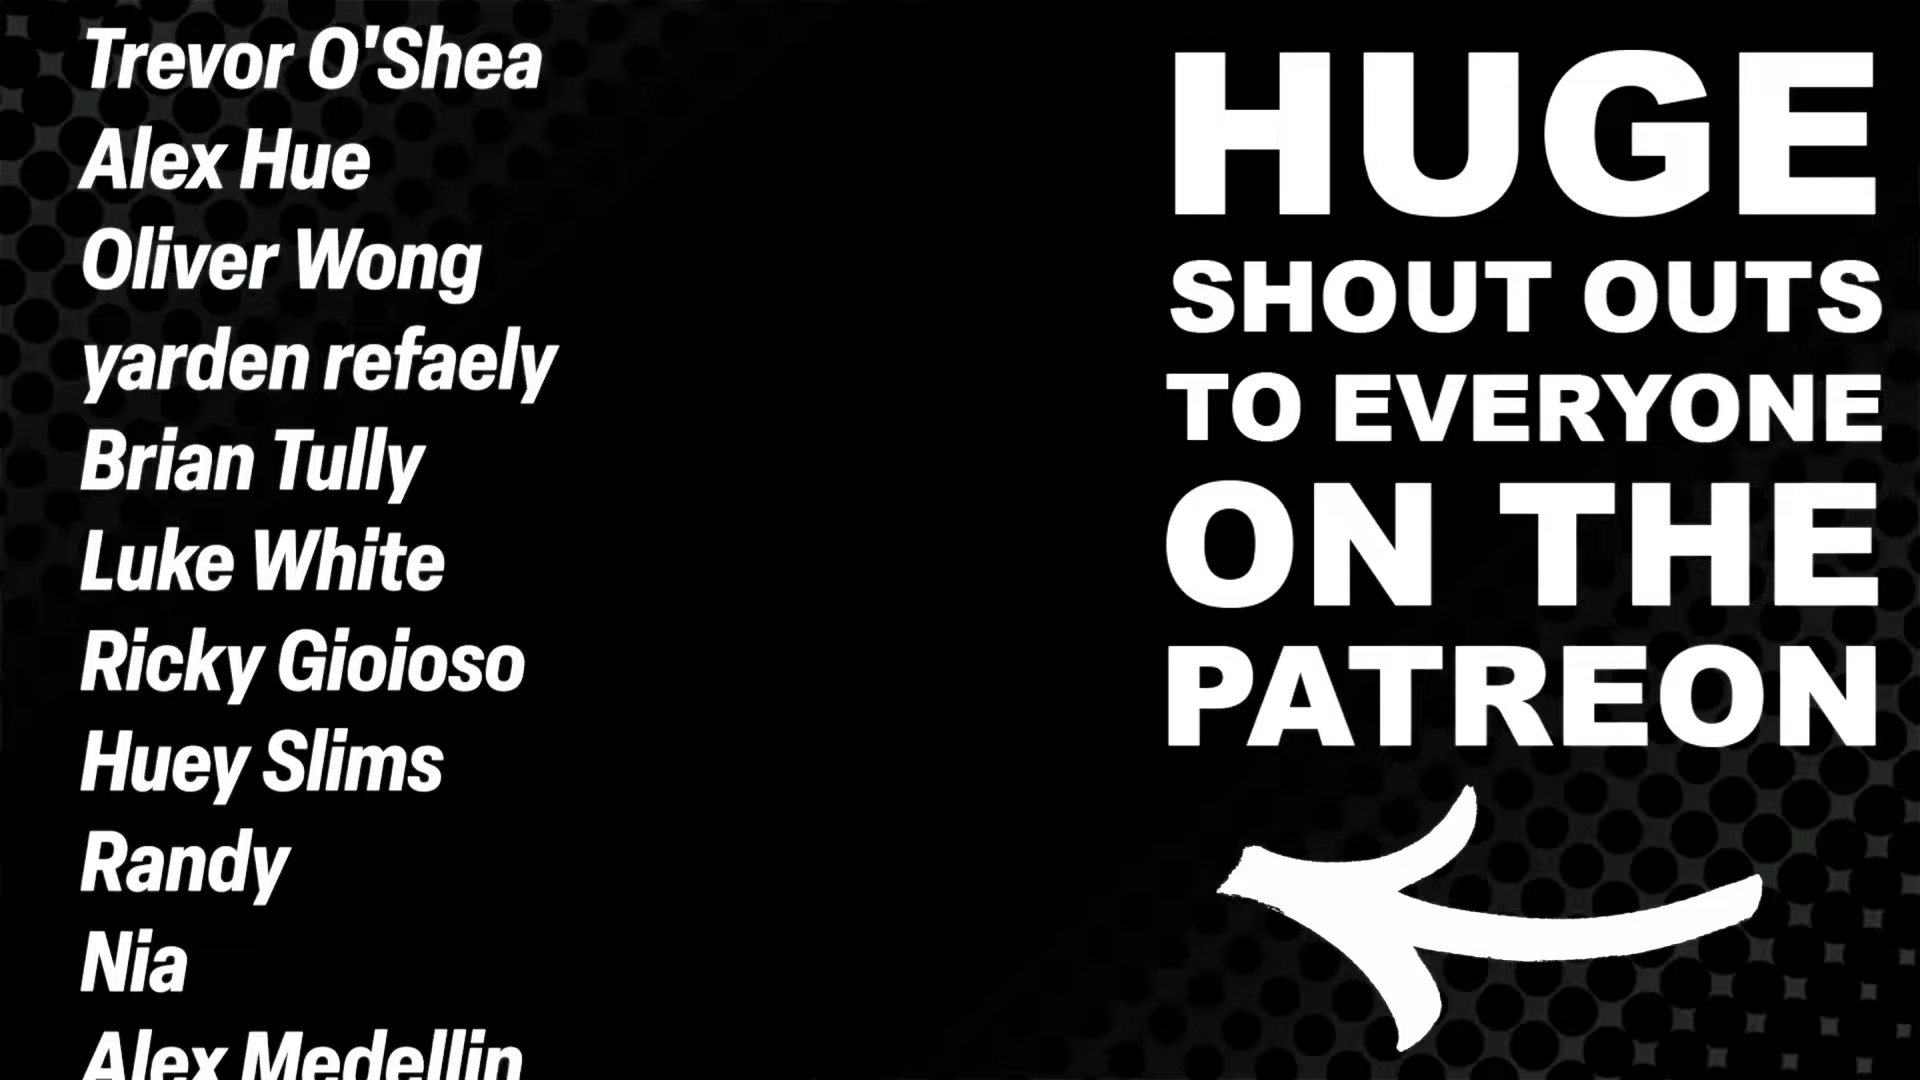 Trevor O'Shea
Alex Hue
Oliver Wong
yarden refaely
Brian Tully
Luke White
Ricky Gioioso
Huey Slims
Randy
Nia
Alex Medellin
HUGE
SHOUT OUTS
TO EVERYONE
ON THE
PATREON